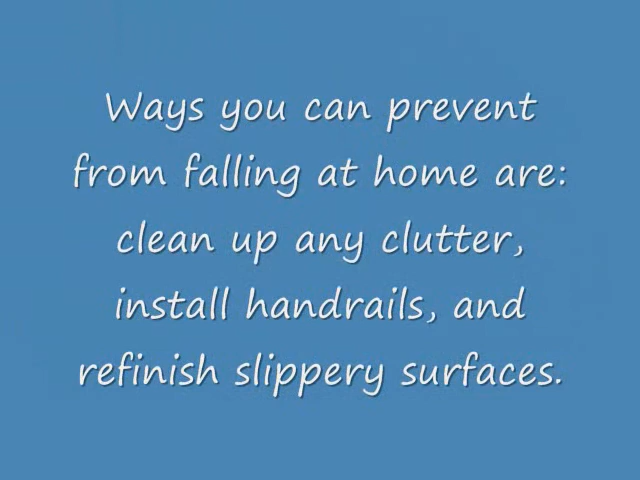 Ways you can prevent
from falling at home are:
clean up any clutter,
install handrails, and
refinish slippery surfaces.